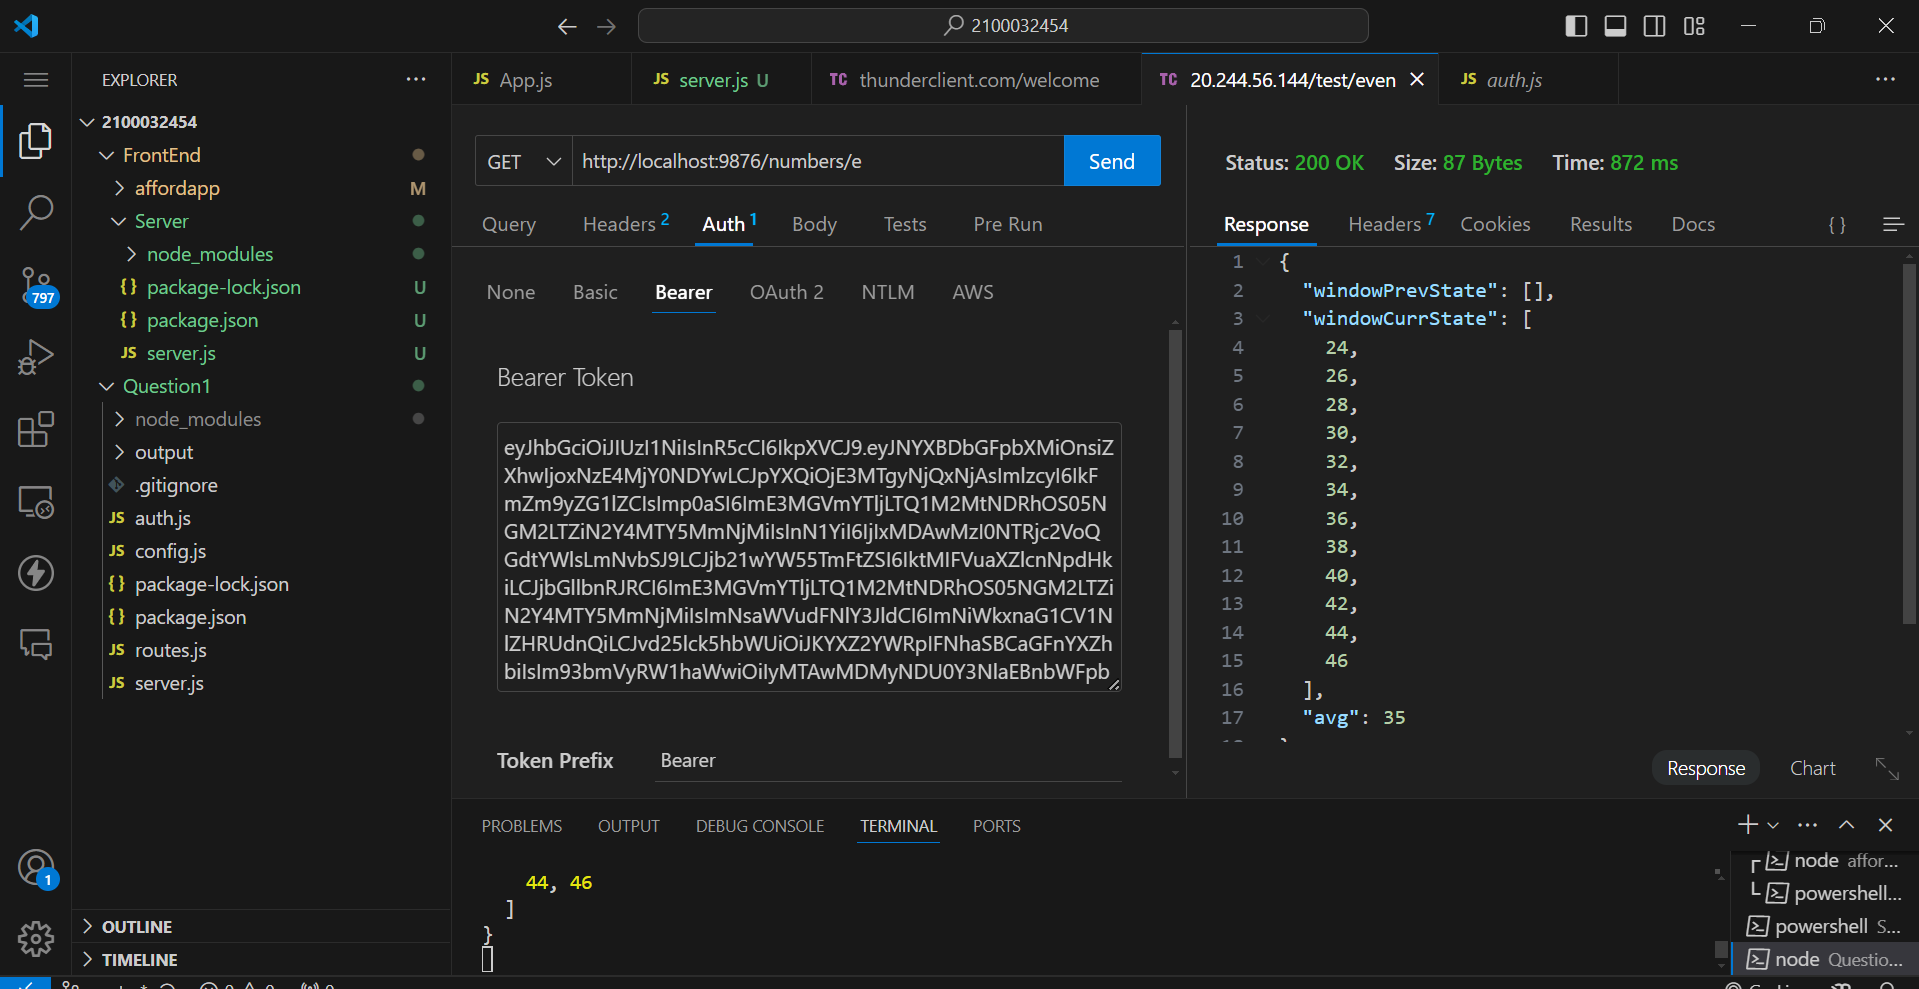 2100032454
EXPLORER
2100032454
FrontEnd
affordapp M
Server
node_modules
{} package-lock.json U
{} package.json U
JS server.js U
Question1
node_modules
output
.gitignore
JS auth.js
JS config.js
{} package-lock.json
{} package.json
JS routes.js
JS server.js
OUTLINE
TIMELINE
797
1
JS App.js
JS server.js U
TC thunderclient.com/welcome
TC 20.244.56.144/test/even
JS auth.js
GET http://localhost:9876/numbers/e Send
Query Headers 2 Auth 1 Body Tests Pre Run
None Basic Bearer OAuth 2 NTLM AWS
Bearer Token
Token Prefix Bearer
Status: 200 OK Size: 87 Bytes Time: 872 ms
Response Headers 7 Cookies Results Docs {}
1 {
2 "windowPrevState": [],
3 "windowCurrState": [
4 24,
5 26,
6 28,
7 30,
8 32,
9 34,
10 36,
11 38,
12 40,
13 42,
14 44,
15 46
16 ],
17 "avg": 35
Response Chart
PROBLEMS OUTPUT DEBUG CONSOLE TERMINAL PORTS
44, 46
]
}
node affor...
powershell...
powershell S...
node Questio...